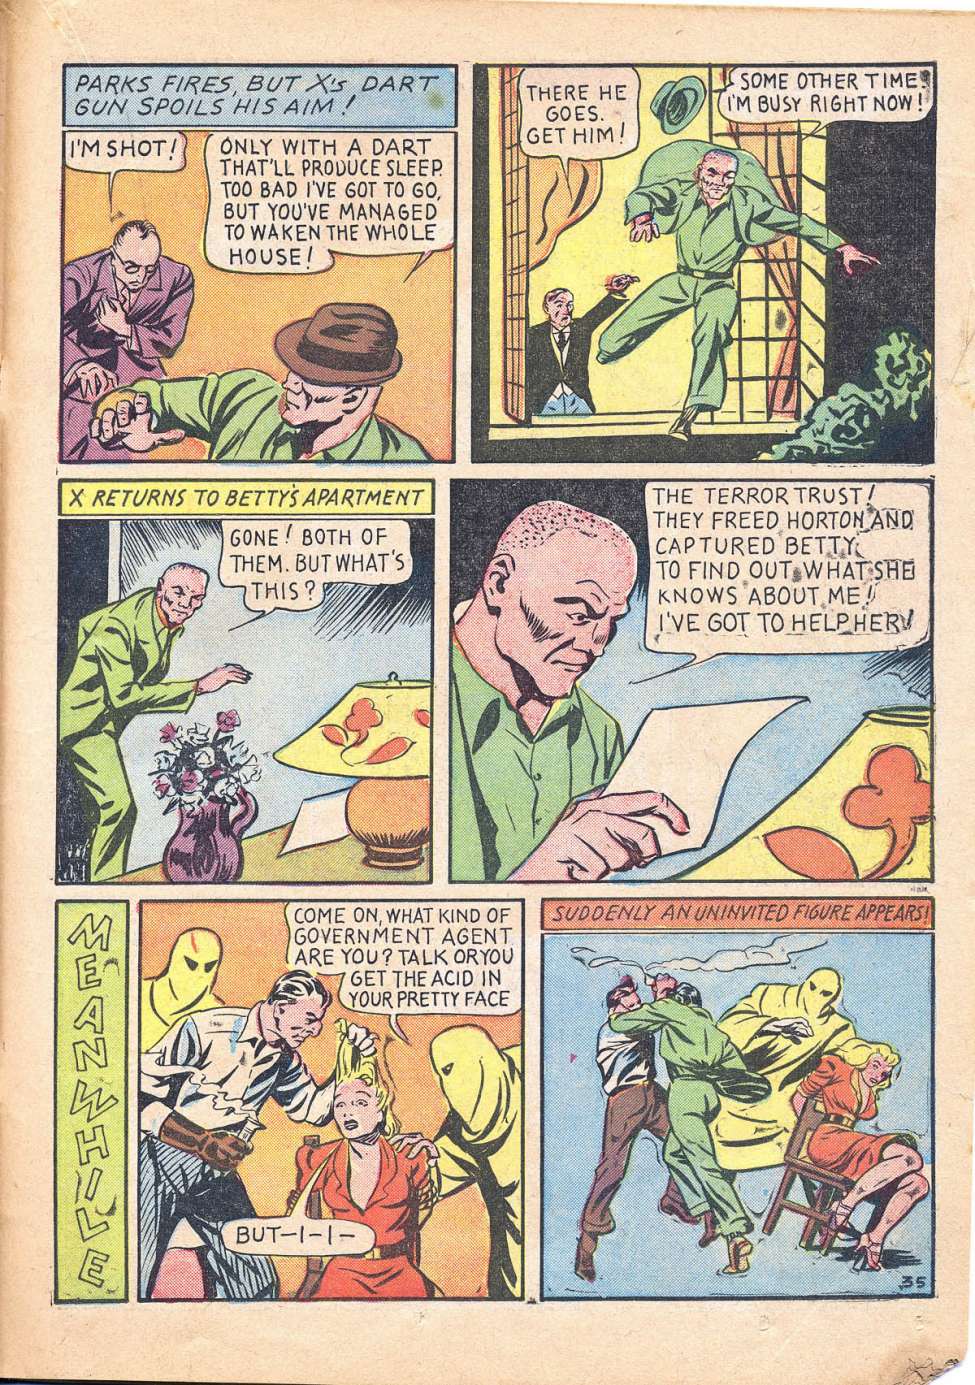 PARKS FIRES, BUT X's DART
GUN SPOILS HIS AIM!
I'M SHOT!
ONLY WITH A DART
THAT'LL PRODUCE SLEEP.
TOO BAD I'VE GOT TO GO,
BUT YOU'VE MANAGED
TO WAKEN THE WHOLE
HOUSE!
THERE HE
GOES.
GET HIM!
SOME OTHER TIME!
I'M BUSY RIGHT NOW!
X RETURNS TO BETTY'S APARTMENT
GONE! BOTH OF
THEM. BUT WHAT'S
THIS?
THE TERROR TRUST!
THEY FREED HORTON AND
CAPTURED BETTY
TO FIND OUT WHAT SHE
KNOWS ABOUT ME!
I'VE GOT TO HELP HER!
MEANWHILE
COME ON, WHAT KIND OF
GOVERNMENT AGENT
ARE YOU? TALK OR YOU
GET THE ACID IN
YOUR PRETTY FACE
BUT-I-I-
SUDDENLY AN UNINVITED FIGURE APPEARS!
35